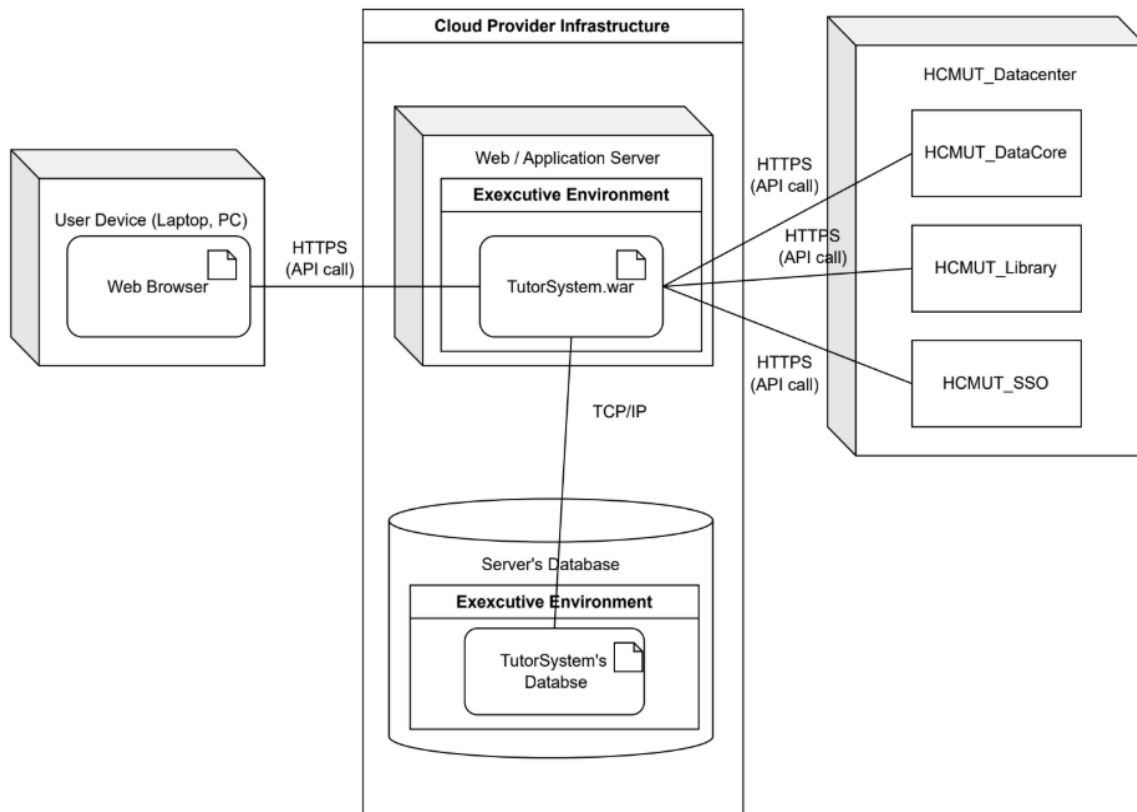 Cloud Provider Infrastructure
User Device (Laptop, PC)
Web Browser
HTTPS
(API call)
Web / Application Server
Exexcutive Environment
TutorSystem.war
TCP/IP
Server's Database
Exexcutive Environment
TutorSystem's
Databse
HTTPS
(API call)
HTTPS
(API call)
HTTPS
(API call)
HCMUT_Datacenter
HCMUT_DataCore
HCMUT_Library
HCMUT_SSO